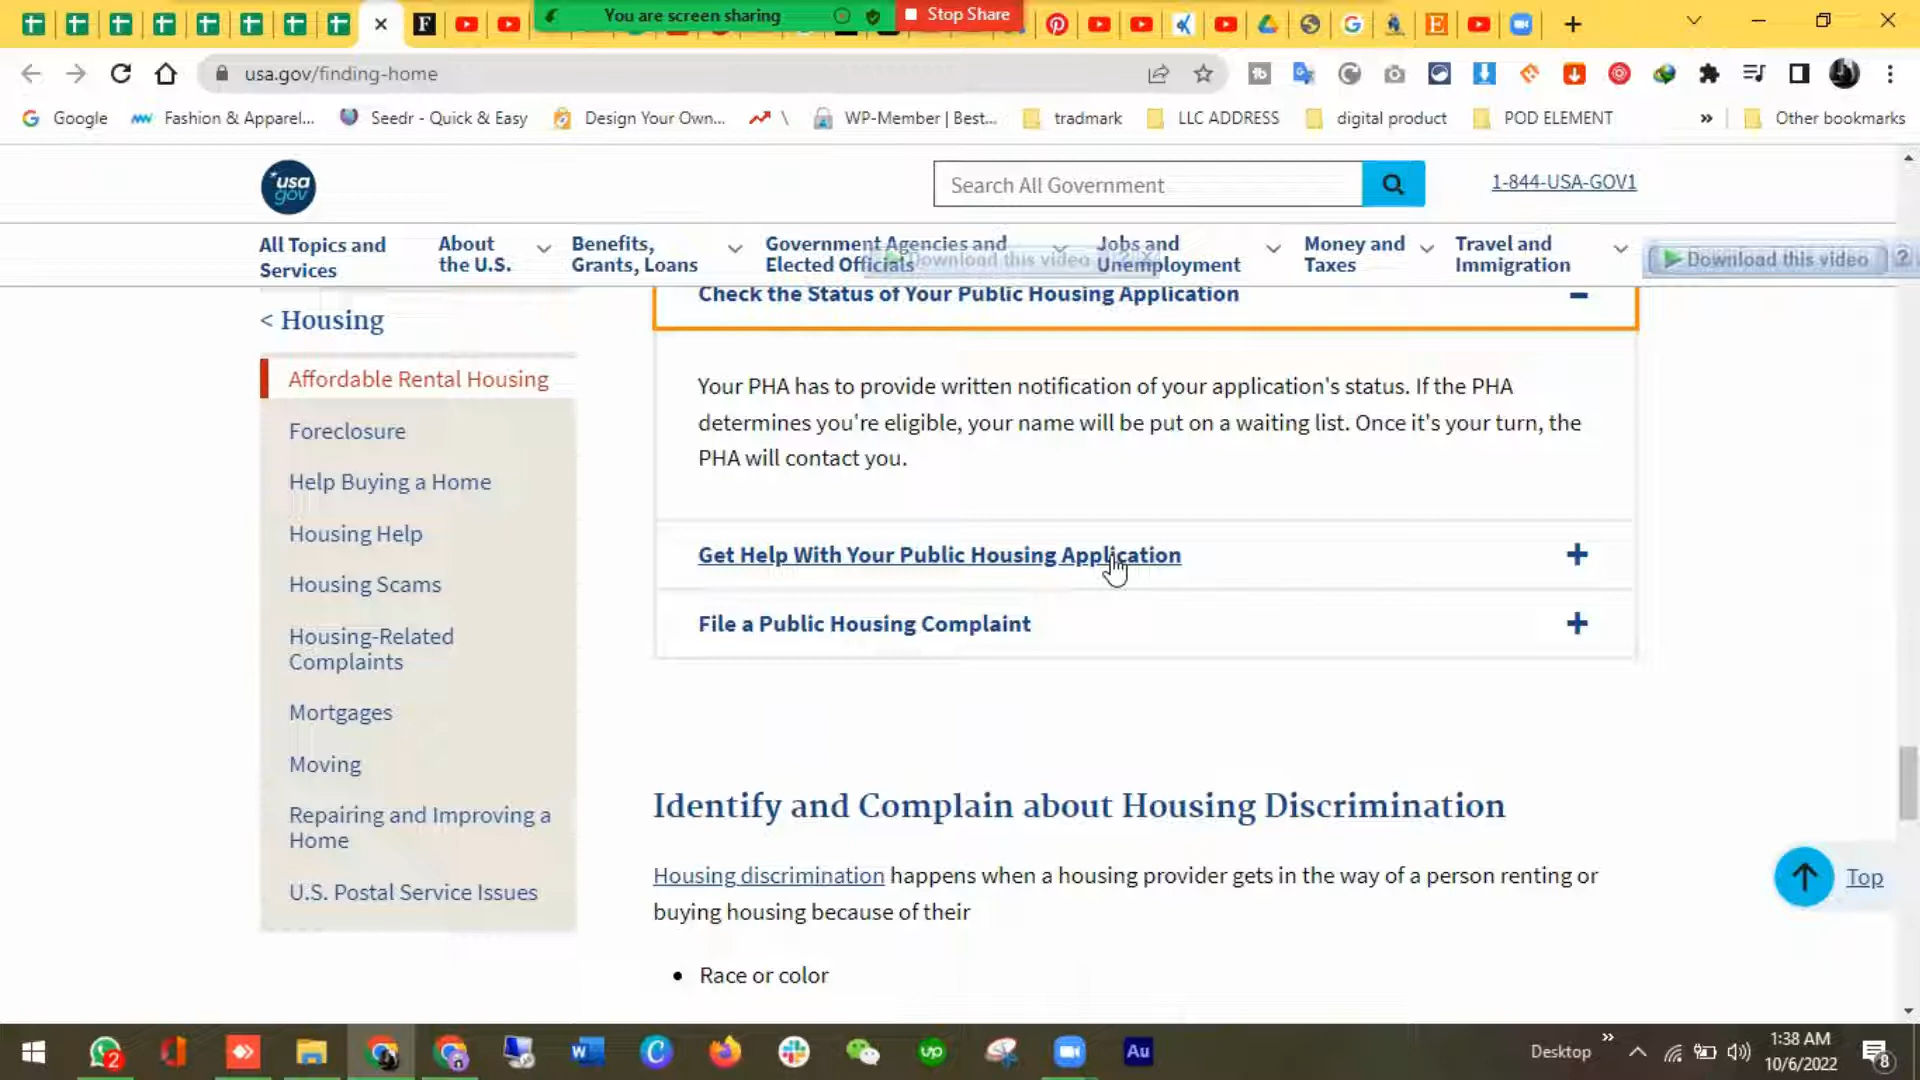 You are screen sharing
Stop Share
usa.gov/finding-home
Google
Fashion & Apparel...
Seedr - Quick & Easy
Design Your Own...
\
WP-Member | Best...
tradmark
LLC ADDRESS
digital product
POD ELEMENT
»
Other bookmarks
usa gov
Search All Government
1-844-USA-GOV1
All Topics and Services
About the U.S.
Benefits, Grants, Loans
Government Agencies and Elected Officials
Jobs and Unemployment
Money and Taxes
Travel and Immigration
Download this video
Download this video
?
< Housing
Affordable Rental Housing
Foreclosure
Help Buying a Home
Housing Help
Housing Scams
Housing-Related
Complaints
Mortgages
Moving
Repairing and Improving a
Home
U.S. Postal Service Issues
Check the Status of Your Public Housing Application
Your PHA has to provide written notification of your application's status. If the PHA
determines you're eligible, your name will be put on a waiting list. Once it's your turn, the
PHA will contact you.
Get Help With Your Public Housing Application
File a Public Housing Complaint
Identify and Complain about Housing Discrimination
Housing discrimination happens when a housing provider gets in the way of a person renting or
buying housing because of their
• Race or color
Top
2
W
up
Au
Desktop
»
1:38 AM
10/6/2022
8